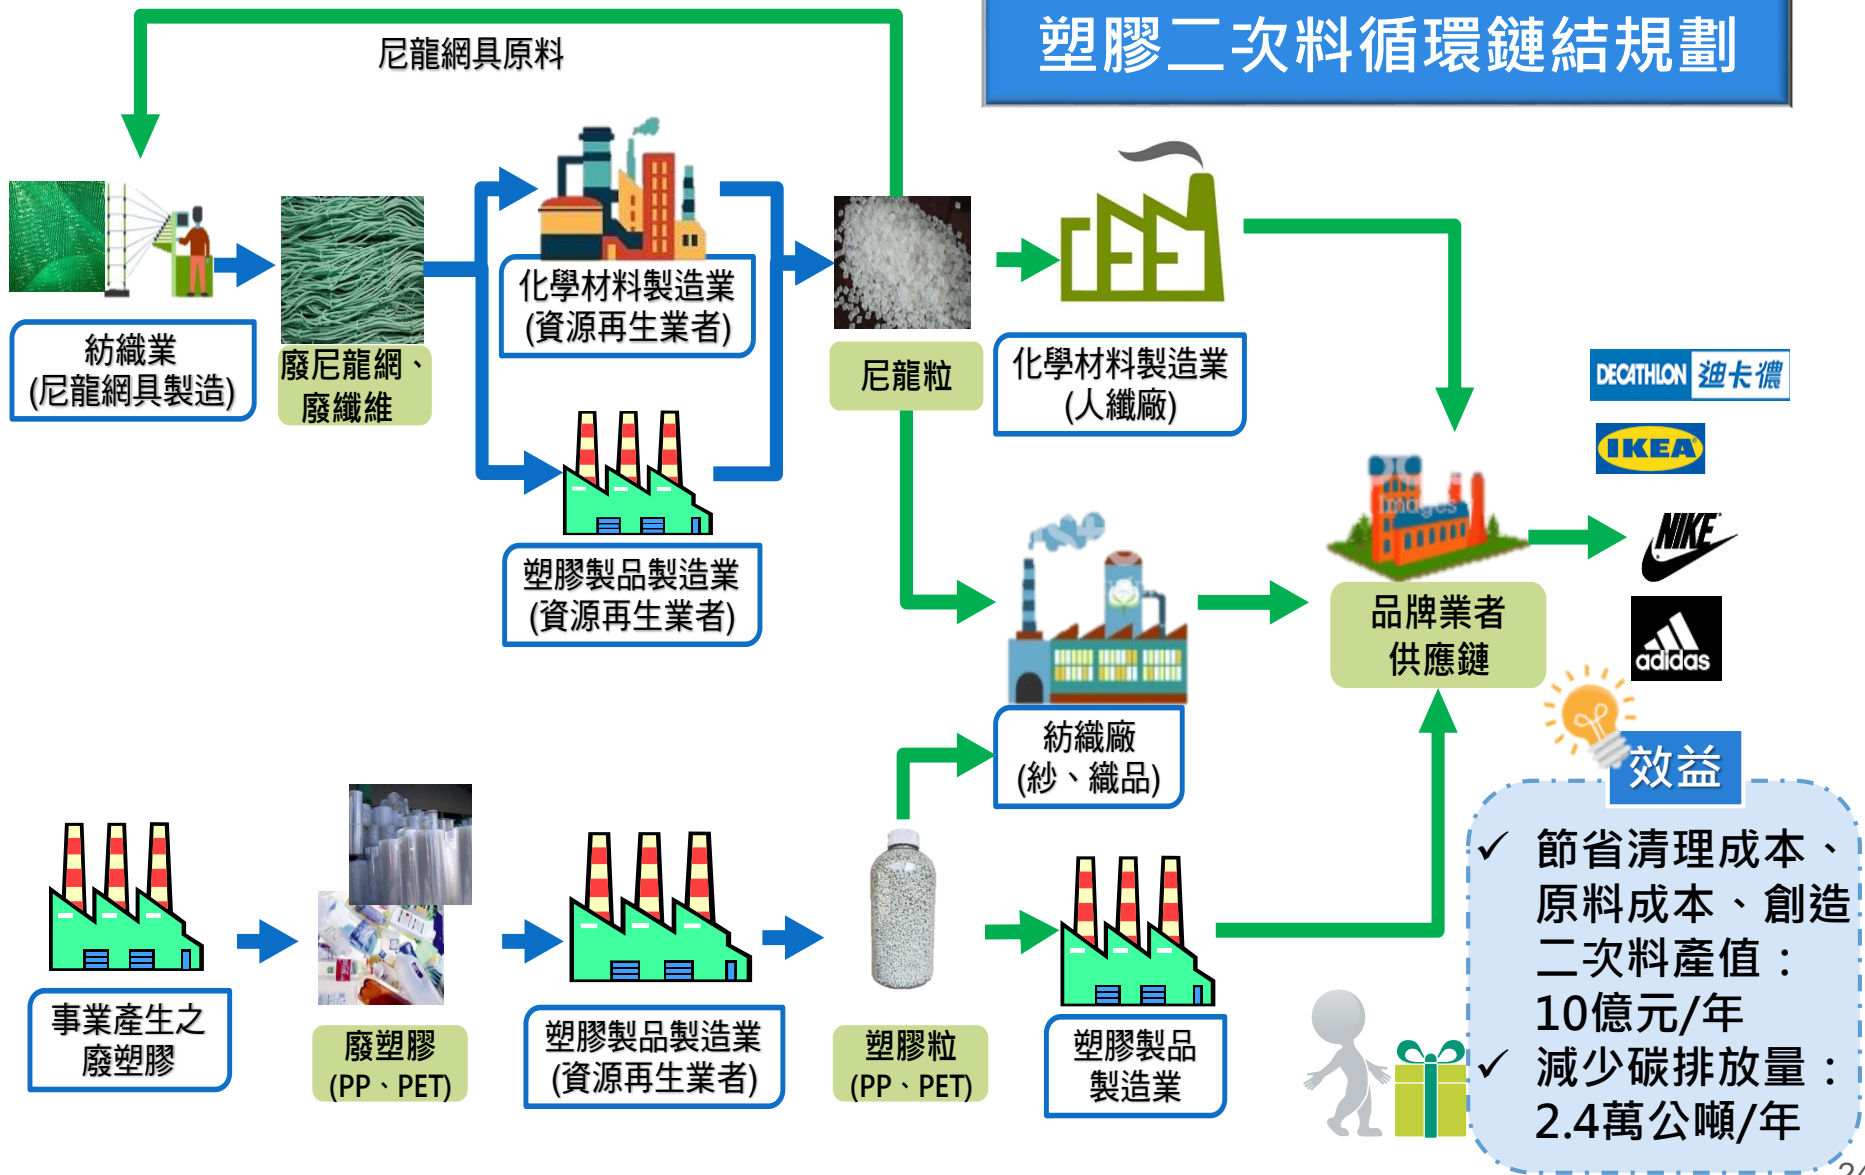 塑膠二次料循環鏈結規劃
尼龍網具原料
紡織業
(尼龍網具製造)
廢尼龍網、
廢纖維
化學材料製造業
(資源再生業者)
塑膠製品製造業
(資源再生業者)
尼龍粒
化學材料製造業
(人纖廠)
紡織廠
(紗、織品)
品牌業者
供應鏈
DECATHLON 迪卡儂
IKEA
NIKE
adidas
事業產生之
廢塑膠
廢塑膠
(PP、PET)
塑膠製品製造業
(資源再生業者)
塑膠粒
(PP、PET)
塑膠製品
製造業
效益
✓ 節省清理成本、
原料成本、創造
二次料產值：
10億元/年
✓ 減少碳排放量：
2.4萬公噸/年